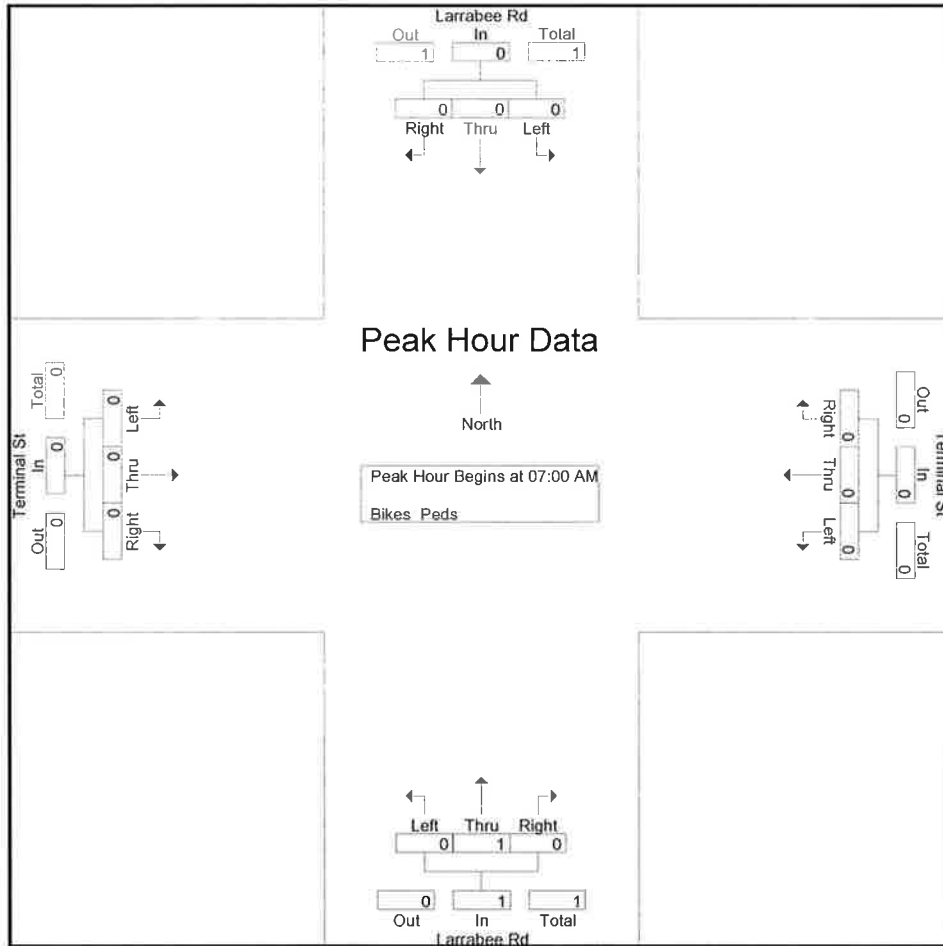 Larrabee Rd
Out In Total
1 0 1
0 0 0
Right Thru Left
Peak Hour Data
North
Peak Hour Begins at 07:00 AM
Bikes Peds
Terminal St
Total In Out
0 0 0
0 0 0
Left Thru Right
Right Thru Left
0 0 0
Out In Total
0 0 0
Terminal St
Left Thru Right
0 1 0
0 1 1
Out In Total
Larrabee Rd